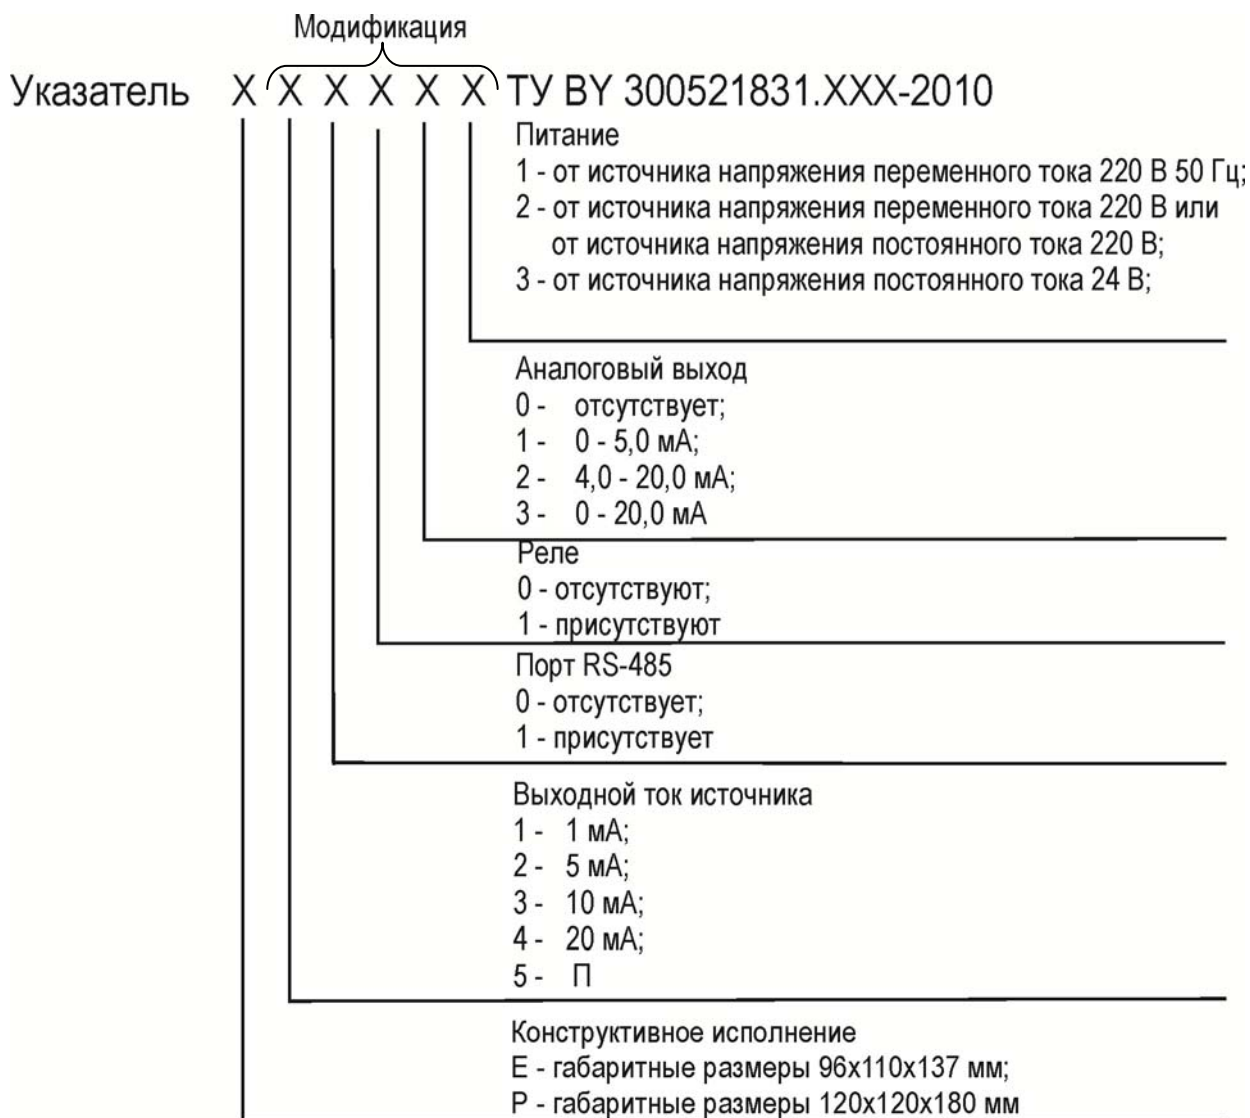 Модификация
Указатель X X X X X X ТУ BY 300521831.XXX-2010
Питание
1 - от источника напряжения переменного тока 220 В 50 Гц;
2 - от источника напряжения переменного тока 220 В или
от источника напряжения постоянного тока 220 В;
3 - от источника напряжения постоянного тока 24 В;
Аналоговый выход
0 - отсутствует;
1 - 0 - 5,0 мА;
2 - 4,0 - 20,0 мА;
3 - 0 - 20,0 мА
Реле
0 - отсутствуют;
1 - присутствуют
Порт RS-485
0 - отсутствует;
1 - присутствует
Выходной ток источника
1 - 1 мА;
2 - 5 мА;
3 - 10 мА;
4 - 20 мА;
5 - П
Конструктивное исполнение
Е - габаритные размеры 96х110х137 мм;
Р - габаритные размеры 120х120х180 мм